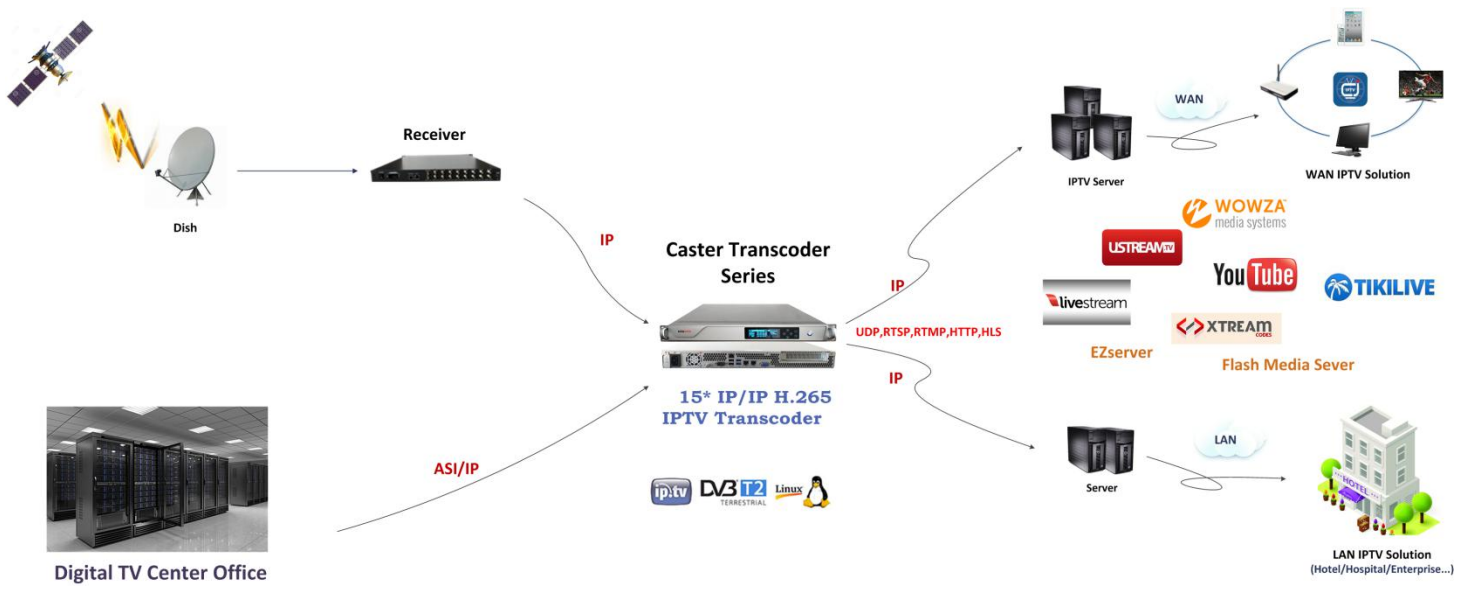 Receiver
Dish
IP
Caster Transcoder
Series
15* IP/IP H.265
IPTV Transcoder
ip.tv
DVB T2
TERRESTRIAL
Linux
ASI/IP
Digital TV Center Office
IP
UDP,RTSP,RTMP,HTTP,HLS
IP
IPTV Server
WAN
IPTV
WAN IPTV Solution
WOWZA
media systems
USTREAM TV
YouTube
TIKILIVE
livestream
XTREAM
CODES
EZserver
Flash Media Sever
Server
LAN
HOTEL
LAN IPTV Solution
(Hotel/Hospital/Enterprise...)